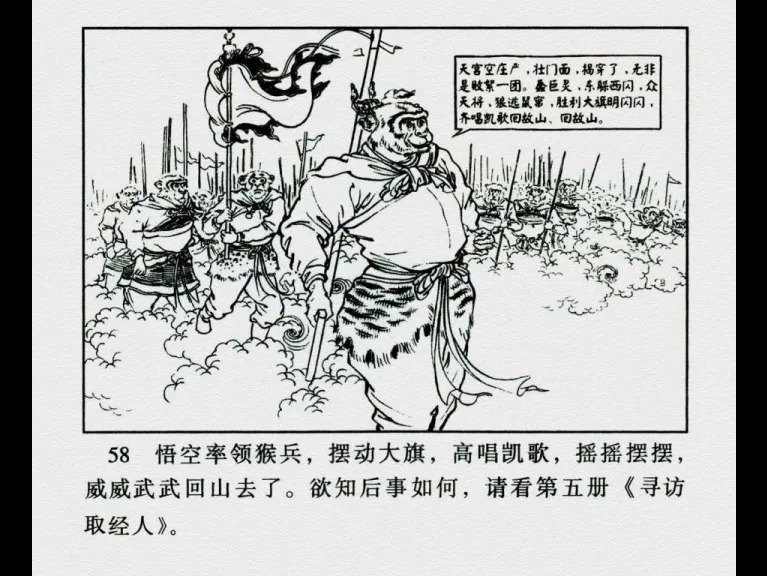 天宫空庄严，壮门面，揭穿了，无非
是败絮一团。蠢巨灵，东躲西闪，众
天将，狼逃鼠窜，胜利大旗明闪闪，
齐唱凯歌回故山、回故山。
58 悟空率领猴兵，摆动大旗，高唱凯歌，摇摇摆摆，
威威武武回山去了。欲知后事如何，请看第五册《寻访
取经人》。